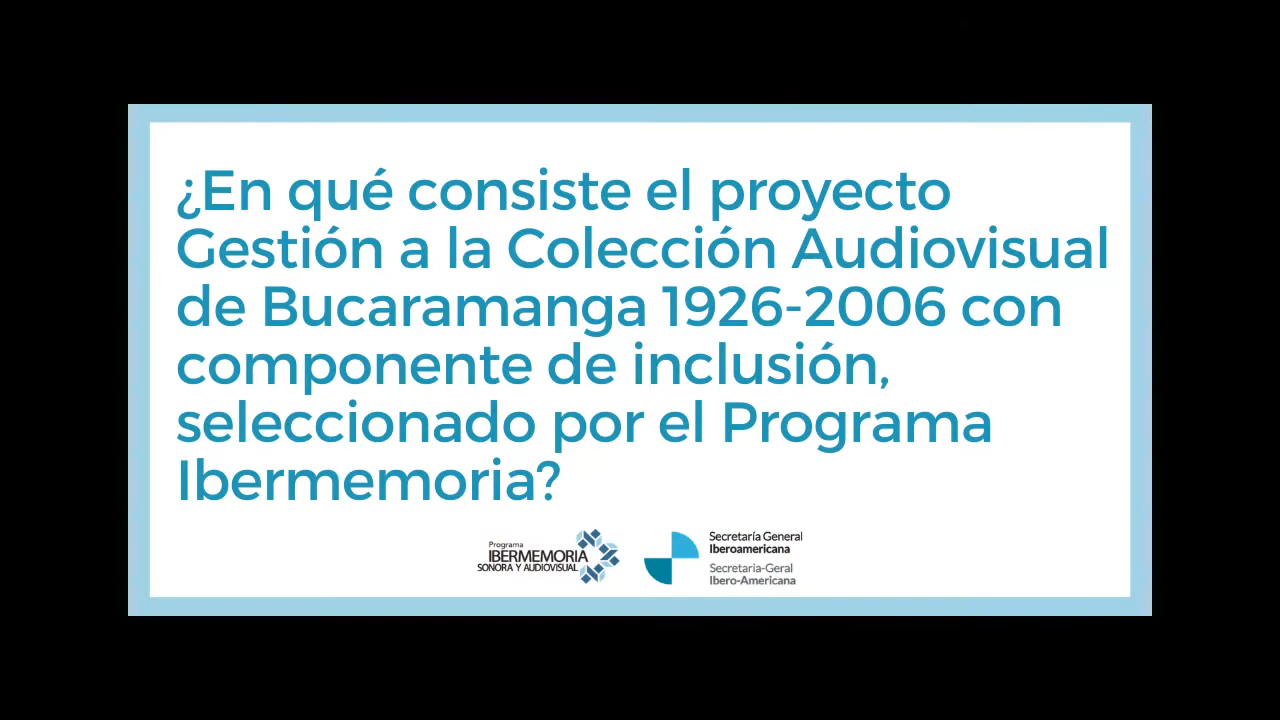 ¿En qué consiste el proyecto
Gestión a la Colección Audiovisual
de Bucaramanga 1926-2006 con
componente de inclusión,
seleccionado por el Programa
Ibermemoria?
Programa
IBERMEMORIA
SONORA Y AUDIOVISUAL
Secretaría General
Iberoamericana
Secretaria-Geral
Ibero-Americana